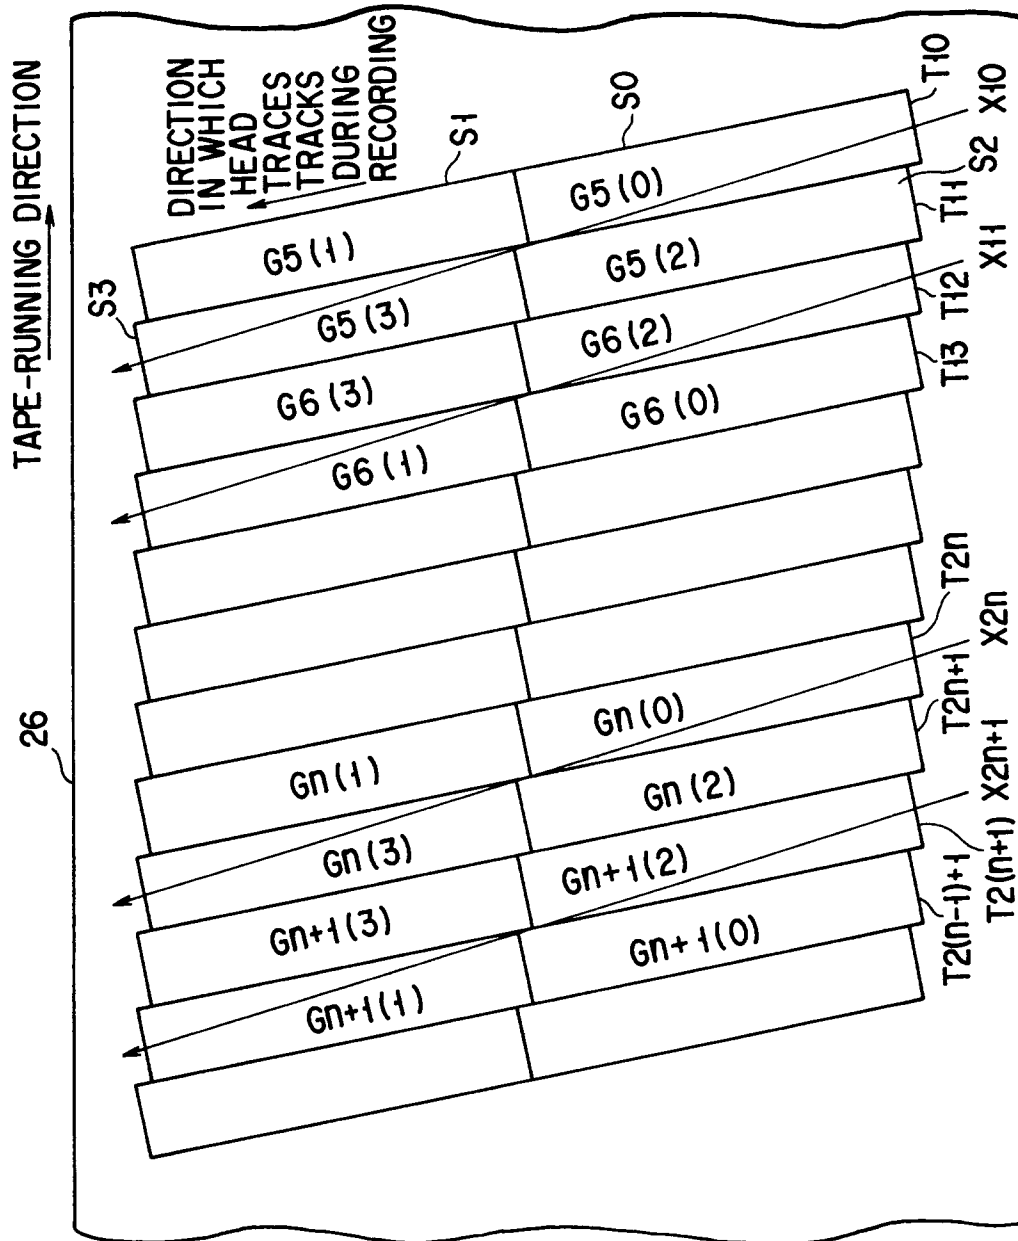 TAPE-RUNNING DIRECTION
26
DIRECTION
IN WHICH
HEAD
TRACES
TRACKS
DURING
RECORDING
S3
S1
S0
G5(1)
G5(0)
G5(3)
G5(2)
G6(3)
G6(2)
G6(1)
G6(0)
Gn(1)
Gn(0)
Gn(3)
Gn(2)
Gn+1(3)
Gn+1(2)
Gn+1(1)
Gn+1(0)
T10
X10
S2
T11
X11
T12
T13
T2n
X2n
T2n+1
X2n+1
T2(n+1)
T2(n-1)+1